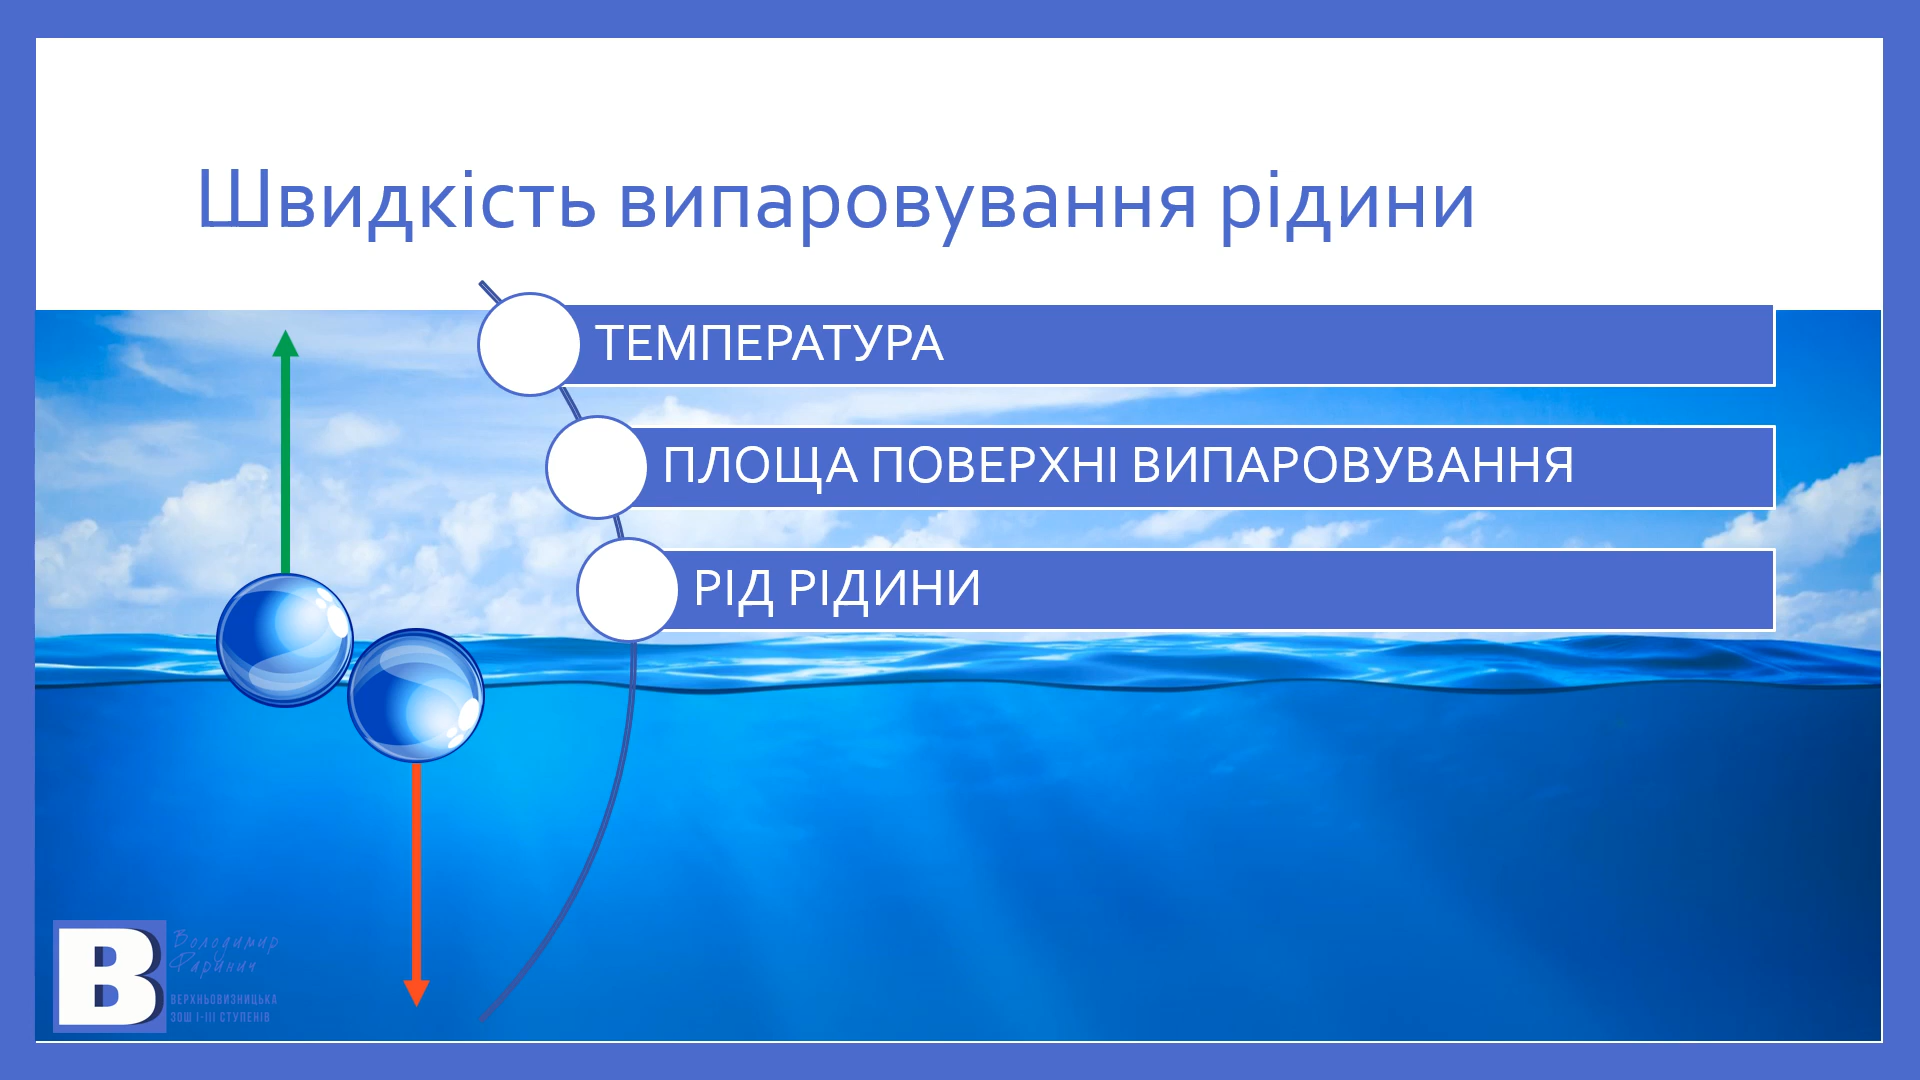 Швидкість випаровування рідини
ТЕМПЕРАТУРА
ПЛОЩА ПОВЕРХНІ ВИПАРОВУВАННЯ
РІД РІДИНИ
В
Володимир
Фаринич
ВЕРХНЬОВИЗНИЦЬКА
ЗОШ І-ІІІ СТУПЕНІВ